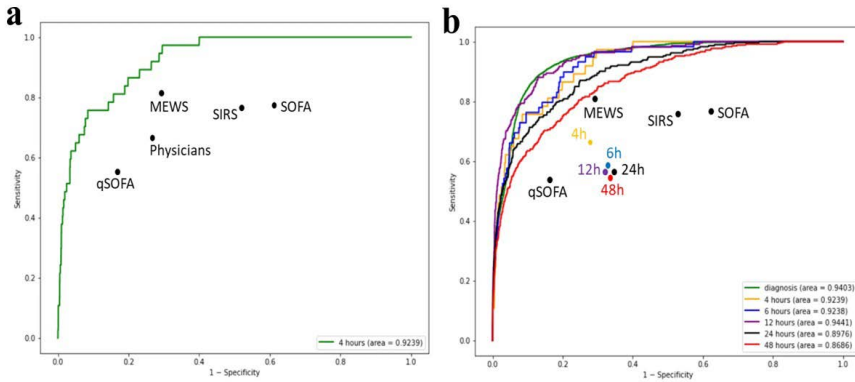 a
1.0
0.8
0.6
0.4
0.2
0.0
Sensitivity
MEWS
SIRS
SOFA
Physicians
qSOFA
4 hours (area = 0.9239)
0.0 0.2 0.4 0.6 0.8 1.0
1 − Specificity
b
1.0
0.8
0.6
0.4
0.2
0.0
Sensitivity
MEWS
SIRS
SOFA
4h
6h
12h
24h
48h
qSOFA
diagnosis (area = 0.9403)
4 hours (area = 0.9239)
6 hours (area = 0.9238)
12 hours (area = 0.9441)
24 hours (area = 0.8976)
48 hours (area = 0.8686)
0.0 0.2 0.4 0.6 0.8 1.0
1 − Specificity